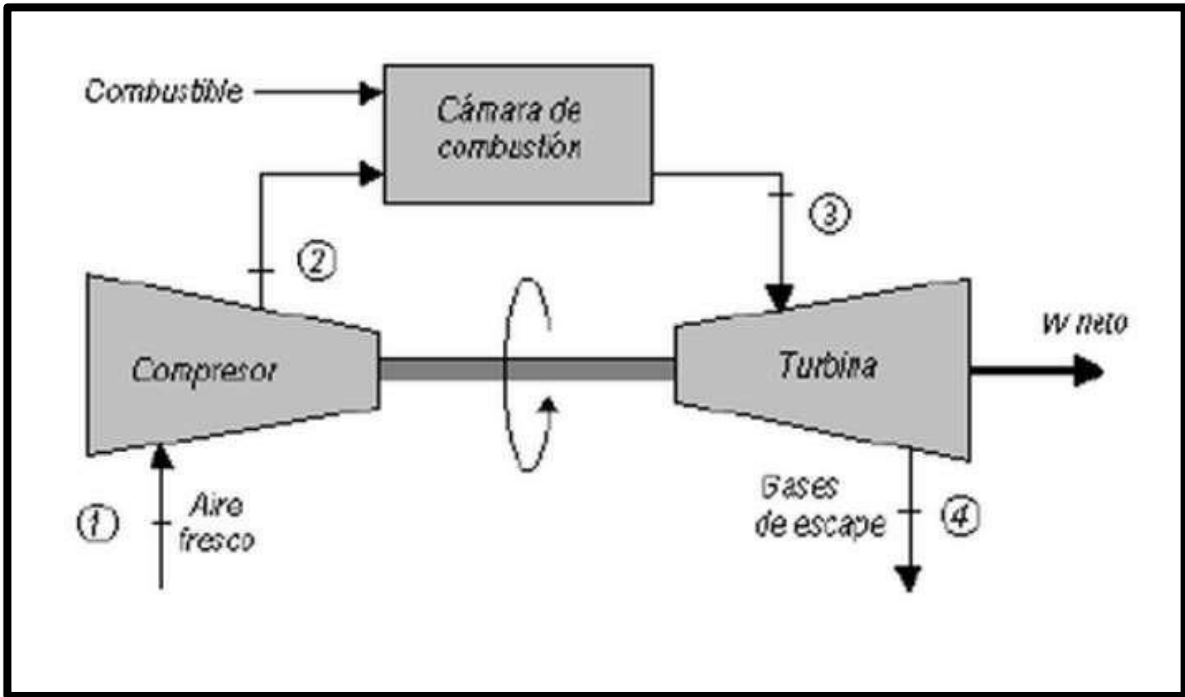 Combustible
Cámara de
combustión
3
2
Compresor
Turbina
W neto
1
Aire
fresco
Gases
de escape
4